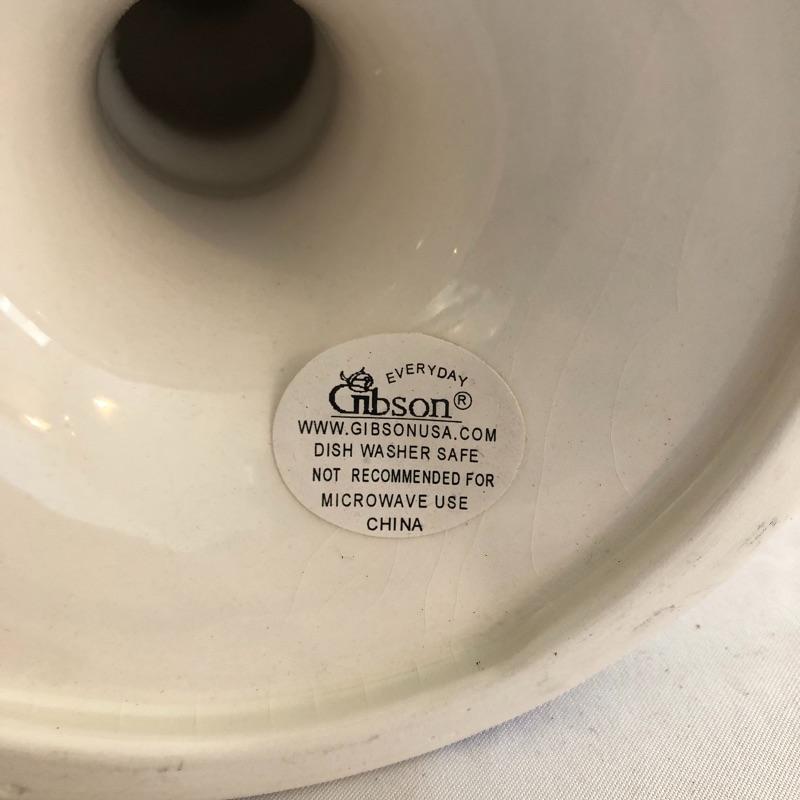 EVERYDAY
Gibson®
WWW.GIBSONUSA.COM
DISH WASHER SAFE
NOT RECOMMENDED FOR
MICROWAVE USE
CHINA